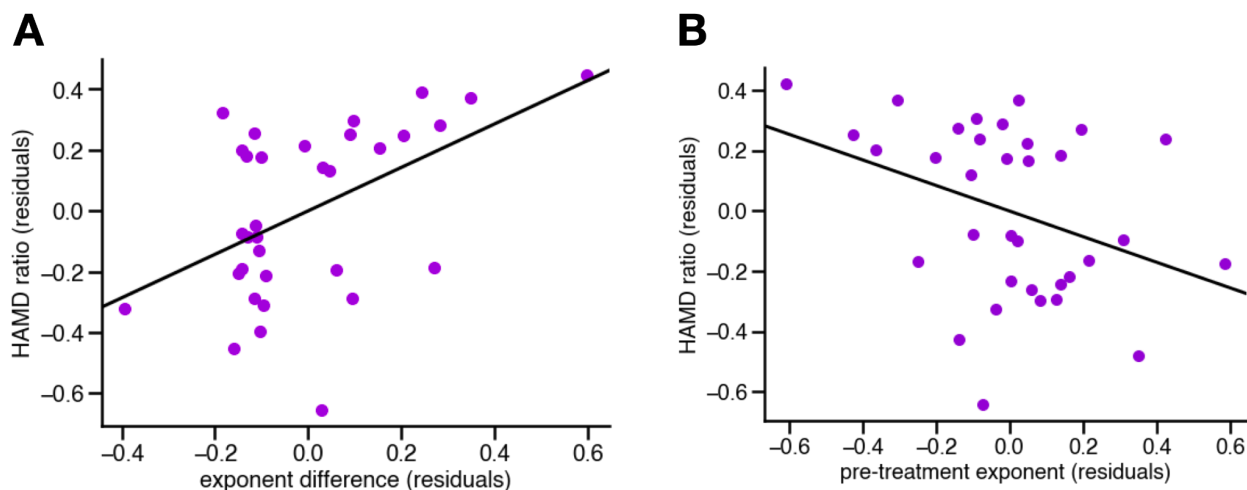 A
HAMD ratio (residuals)
0.4
0.2
0.0
−0.2
−0.4
−0.6
−0.4 −0.2 0.0 0.2 0.4 0.6
exponent difference (residuals)
B
HAMD ratio (residuals)
0.4
0.2
0.0
−0.2
−0.4
−0.6
−0.6 −0.4 −0.2 0.0 0.2 0.4 0.6
pre-treatment exponent (residuals)